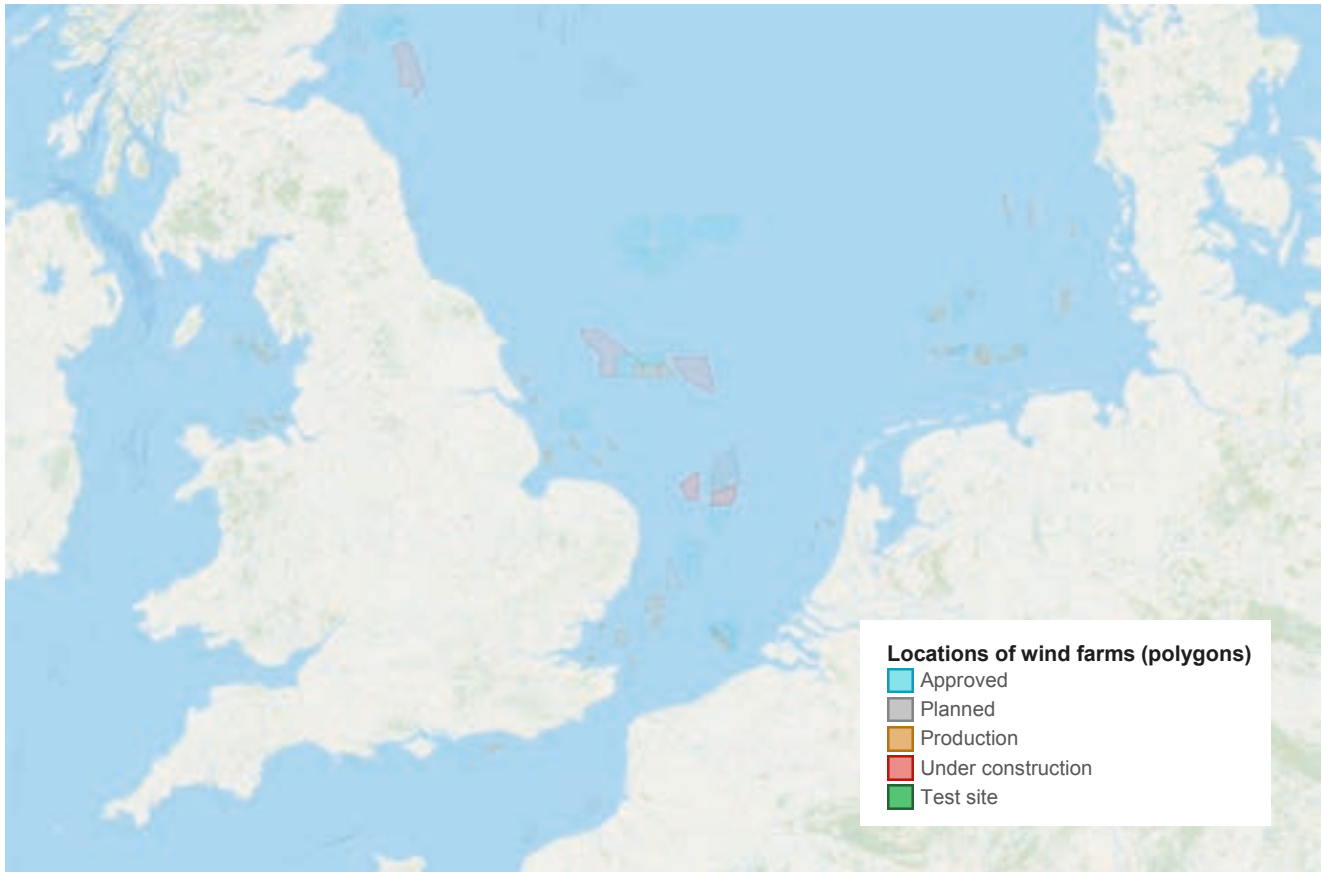 Locations of wind farms (polygons)
Approved
Planned
Production
Under construction
Test site